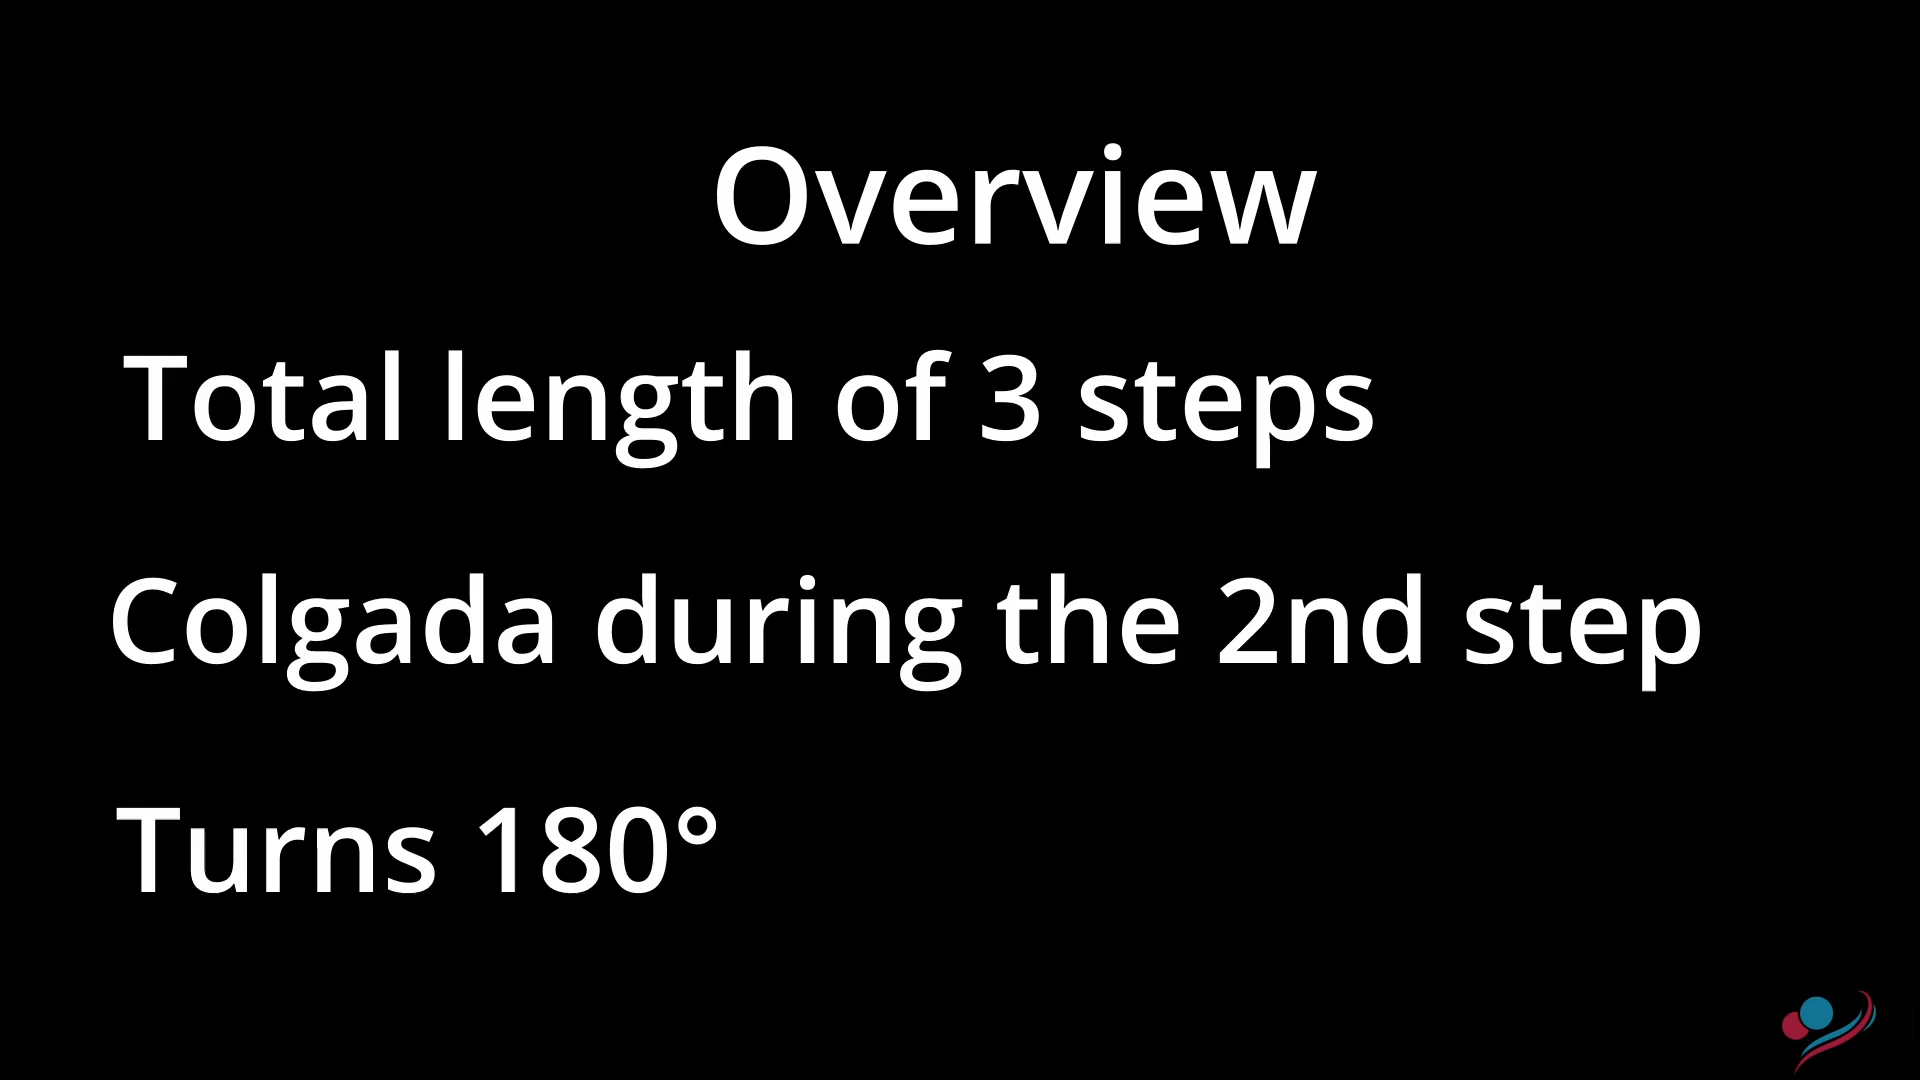 Overview
Total length of 3 steps
Colgada during the 2nd step
Turns 180°